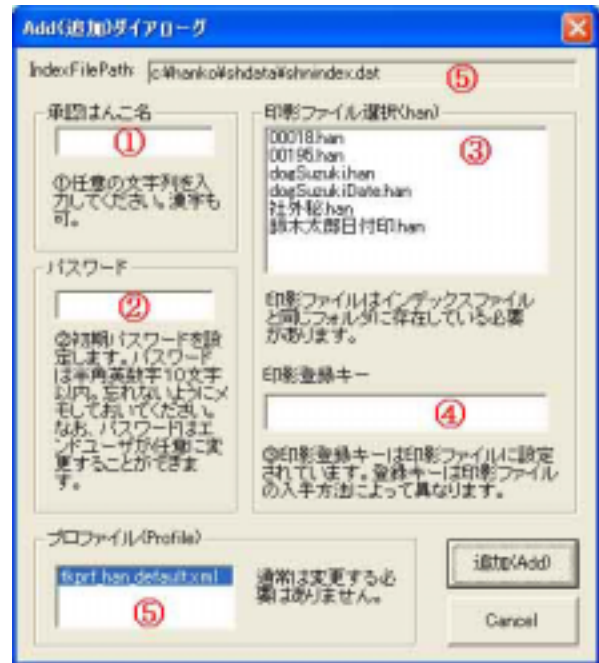 Add(追加)ダイアローグ
IndexFilePath: c:¥hanko¥shdata¥shnindex.dat
⑤
承認はんこ名
①
①任意の文字列を入
力してください。漢字も
可。
パスワード
②
②初期パスワードを設
定します。パスワード
は半角英数字10文字
以内。忘れないようにメ
モしておいてください。
なお、パスワードはエ
ンドユーザが任意に変
更することができま
す。
印影ファイル選択(han)
00018.han
00195.han
dogSuzuki.han
dogSuzukiDate.han
社外秘.han
鈴木太郎日付印.han
③
印影ファイルはインデックスファイル
と同じフォルダに存在している必要
があります。
印影登録キー
④
③印影登録キーは印影ファイルに設定
されています。登録キーは印影ファイル
の入手方法によって異なります。
プロファイル(Profile)
tkprf_han_default.xml
⑤
通常は変更する必
要はありません。
追加(Add)
Cancel